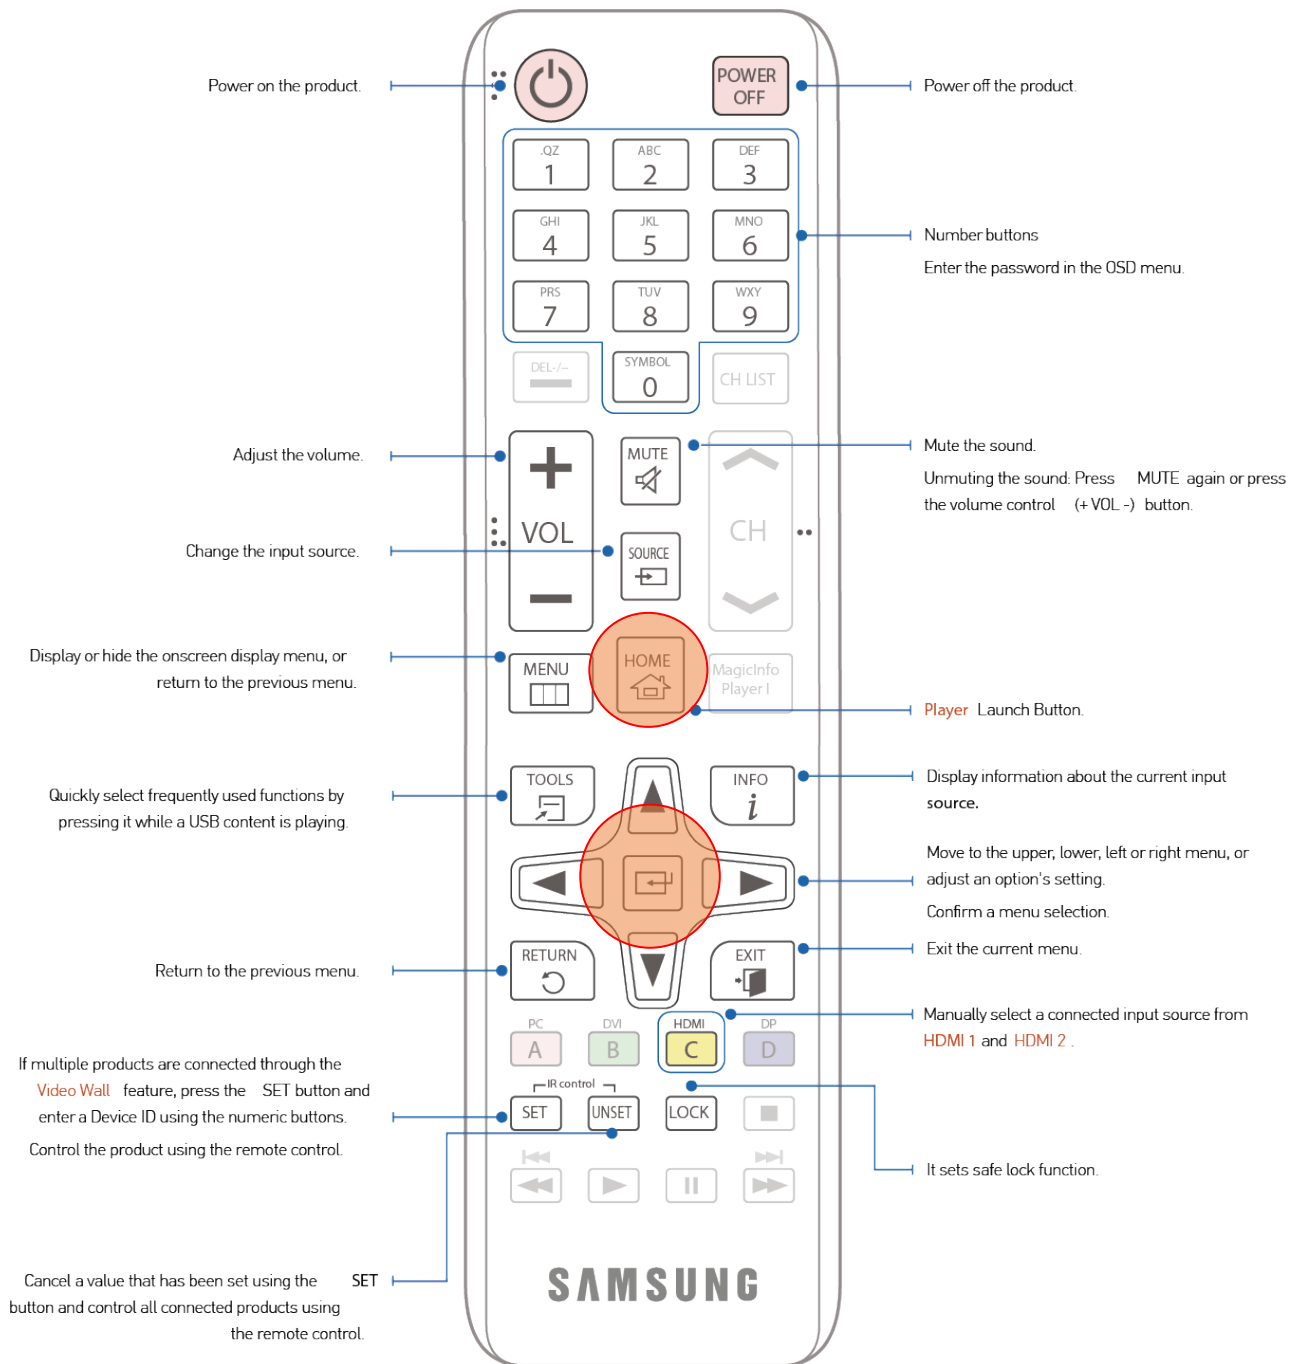 Power on the product.
POWER
OFF
Power off the product.
.QZ
1
ABC
2
DEF
3
GHI
4
JKL
5
MNO
6
Number buttons
Enter the password in the OSD menu.
PRS
7
TUV
8
WXY
9
DEL-/--
SYMBOL
0
CH LIST
Adjust the volume.
VOL
MUTE
Mute the sound.
Unmuting the sound: Press MUTE again or press
the volume control (+ VOL -) button.
CH
Change the input source.
SOURCE
Display or hide the onscreen display menu, or
return to the previous menu.
MENU
HOME
MagicInfo
Player I
Player Launch Button.
Quickly select frequently used functions by
pressing it while a USB content is playing.
TOOLS
INFO
i
Display information about the current input
source.
Move to the upper, lower, left or right menu, or
adjust an option's setting.
Confirm a menu selection.
Return to the previous menu.
RETURN
EXIT
Exit the current menu.
PC
A
DVI
B
HDMI
C
DP
D
Manually select a connected input source from
HDMI 1 and HDMI 2 .
If multiple products are connected through the
Video Wall feature, press the SET button and
enter a Device ID using the numeric buttons.
Control the product using the remote control.
IR control
SET
UNSET
LOCK
It sets safe lock function.
Cancel a value that has been set using the SET
button and control all connected products using
the remote control.
SAMSUNG